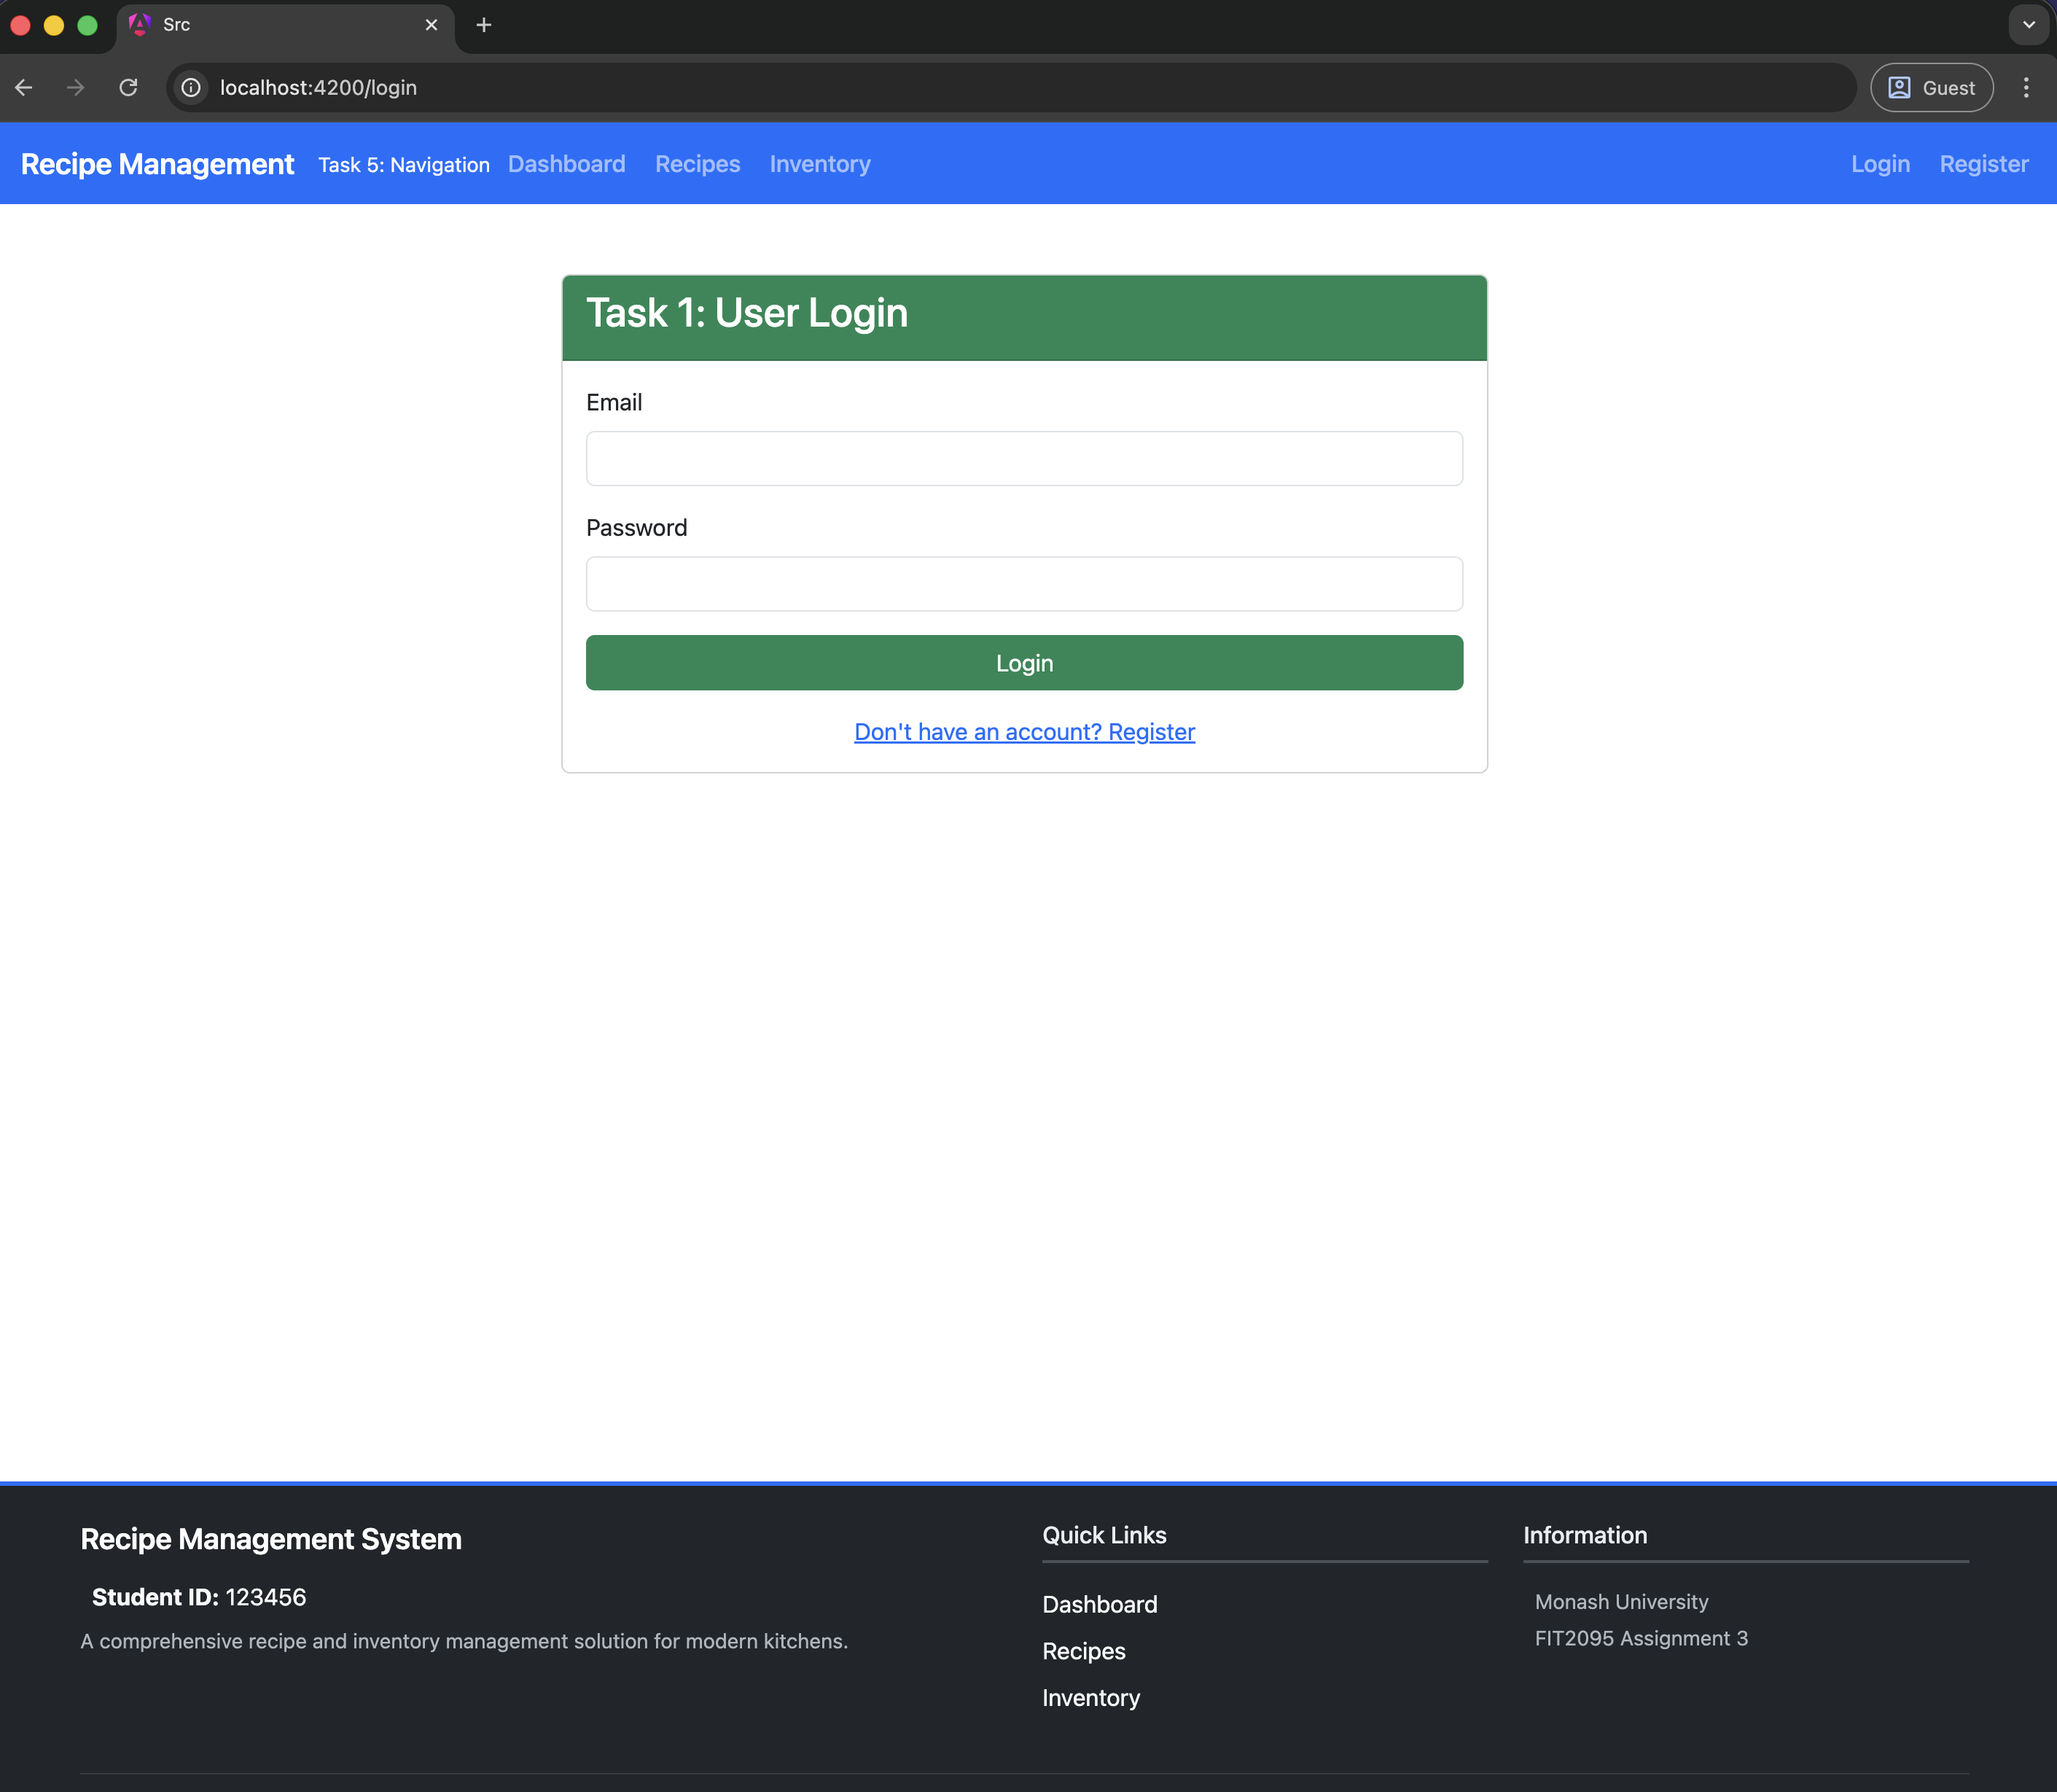 Src
localhost:4200/login
Guest
Recipe Management Task 5: Navigation Dashboard Recipes Inventory Login Register
Task 1: User Login
Email
Password
Login
Don't have an account? Register
Recipe Management System
Student ID: 123456
A comprehensive recipe and inventory management solution for modern kitchens.
Quick Links
Dashboard
Recipes
Inventory
Information
Monash University
FIT2095 Assignment 3